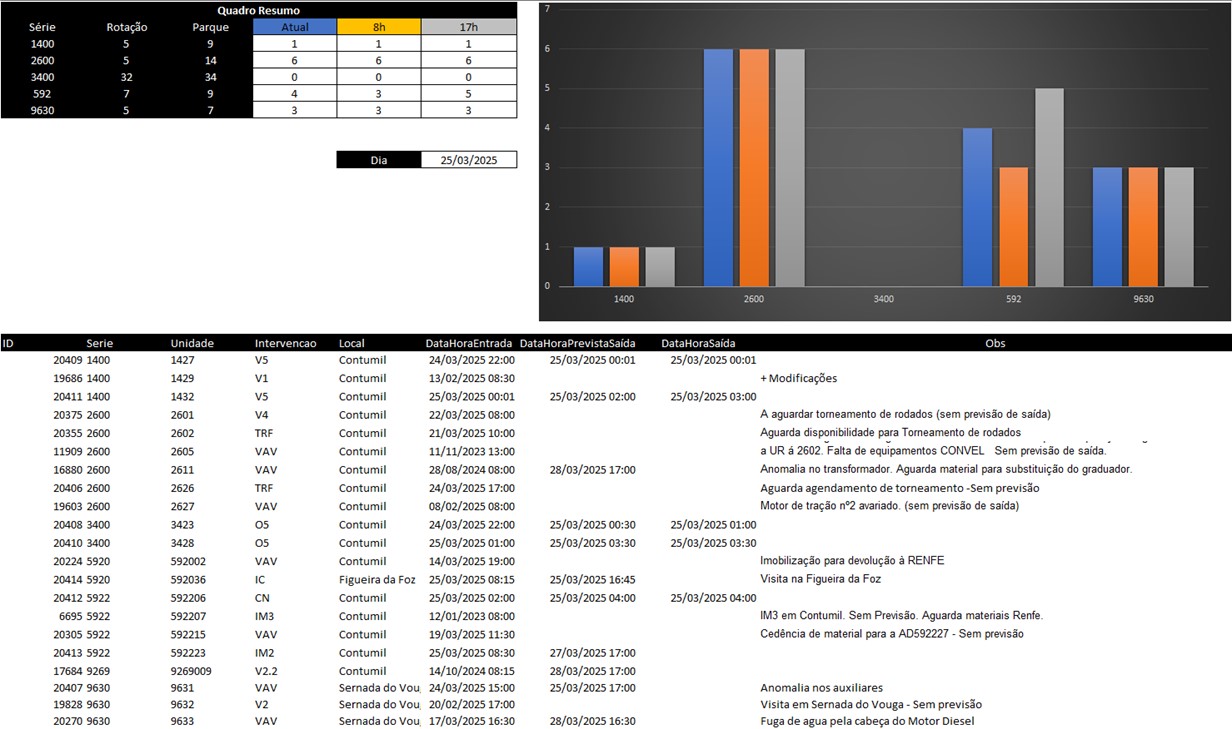 Quadro Resumo
Série Rotação Parque Atual 8h 17h
1400 5 9 1 1 1
2600 5 14 6 6 6
3400 32 34 0 0 0
592 7 9 4 3 5
9630 5 7 3 3 3
Dia 25/03/2025
7
6
5
4
3
2
1
0
1400 2600 3400 592 9630
ID Serie Unidade Intervencao Local DataHoraEntrada DataHoraPrevistaSaída DataHoraSaída Obs
20409 1400 1427 V5 Contumil 24/03/2025 22:00 25/03/2025 00:01 25/03/2025 00:01
19686 1400 1429 V1 Contumil 13/02/2025 08:30 + Modificações
20411 1400 1432 V5 Contumil 25/03/2025 00:01 25/03/2025 02:00 25/03/2025 03:00
20375 2600 2601 V4 Contumil 22/03/2025 08:00 A aguardar torneamento de rodados (sem previsão de saída)
20355 2600 2602 TRF Contumil 21/03/2025 10:00 Aguarda disponibilidade para Torneamento de rodados
11909 2600 2605 VAV Contumil 11/11/2023 13:00 a UR á 2602. Falta de equipamentos CONVEL Sem previsão de saída.
16880 2600 2611 VAV Contumil 28/08/2024 08:00 28/03/2025 17:00 Anomalia no transformador. Aguarda material para substituição do graduador.
20406 2600 2626 TRF Contumil 24/03/2025 17:00 Aguarda agendamento de torneamento -Sem previsão
19603 2600 2627 VAV Contumil 08/02/2025 08:00 Motor de tração nº2 avariado. (sem previsão de saída)
20408 3400 3423 O5 Contumil 24/03/2025 22:00 25/03/2025 00:30 25/03/2025 01:00
20410 3400 3428 O5 Contumil 25/03/2025 01:00 25/03/2025 03:30 25/03/2025 03:30
20224 5920 592002 VAV Contumil 14/03/2025 19:00 Imobilização para devolução à RENFE
20414 5920 592036 IC Figueira da Foz 25/03/2025 08:15 25/03/2025 16:45 Visita na Figueira da Foz
20412 5922 592206 CN Contumil 25/03/2025 02:00 25/03/2025 04:00 25/03/2025 04:00
6695 5922 592207 IM3 Contumil 12/01/2023 08:00 IM3 em Contumil. Sem Previsão. Aguarda materiais Renfe.
20305 5922 592215 VAV Contumil 19/03/2025 11:30 Cedência de material para a AD592227 - Sem previsão
20413 5922 592223 IM2 Contumil 25/03/2025 08:30 27/03/2025 17:00
17684 9269 9269009 V2.2 Contumil 14/10/2024 08:15 28/03/2025 17:00
20407 9630 9631 VAV Sernada do Vou 24/03/2025 15:00 25/03/2025 17:00 Anomalia nos auxiliares
19828 9630 9632 V2 Sernada do Vou 20/02/2025 17:00 Visita em Sernada do Vouga - Sem previsão
20270 9630 9633 VAV Sernada do Vou 17/03/2025 16:30 28/03/2025 16:30 Fuga de agua pela cabeça do Motor Diesel